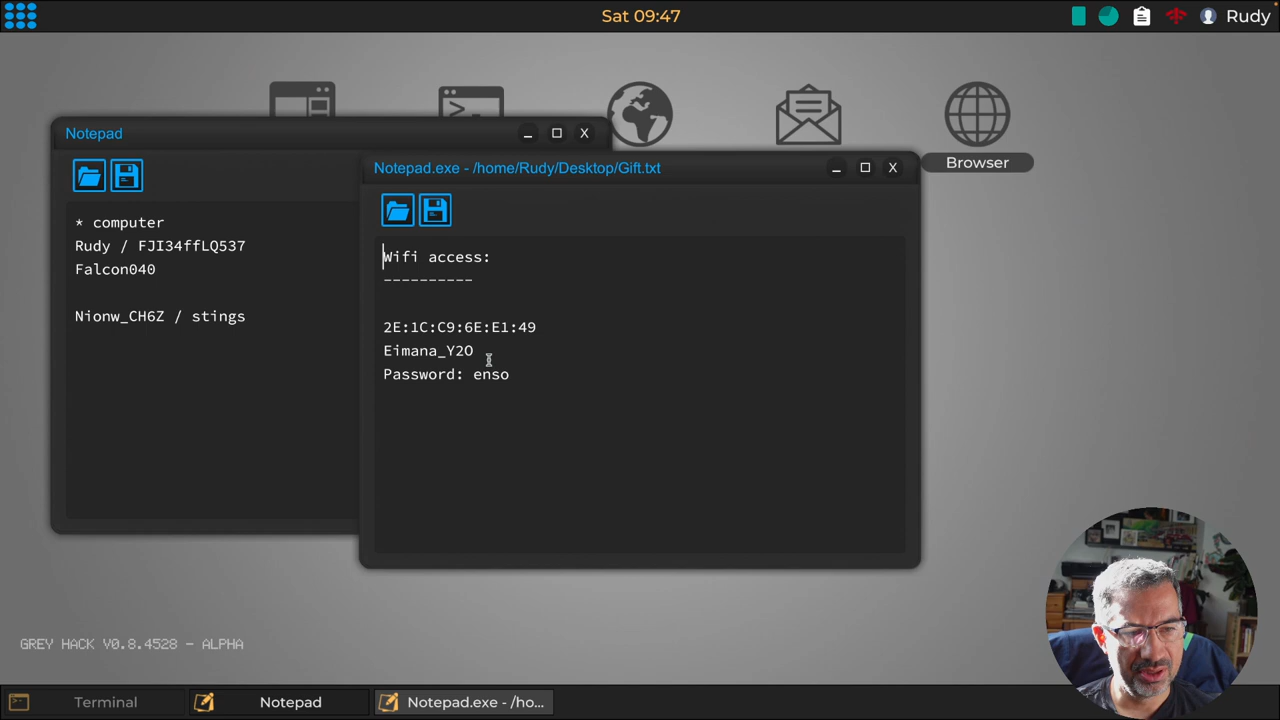 Sat 09:47
Rudy
Browser
Notepad
* computer
Rudy / FJI34ffLQ537
Falcon040
Nionw_CH6Z / stings
Notepad.exe - /home/Rudy/Desktop/Gift.txt
Wifi access:
----------
2E:1C:C9:6E:E1:49
Eimana_Y2O
Password: enso
GREY HACK V0.8.4528 - ALPHA
Terminal
Notepad
Notepad.exe - /ho...